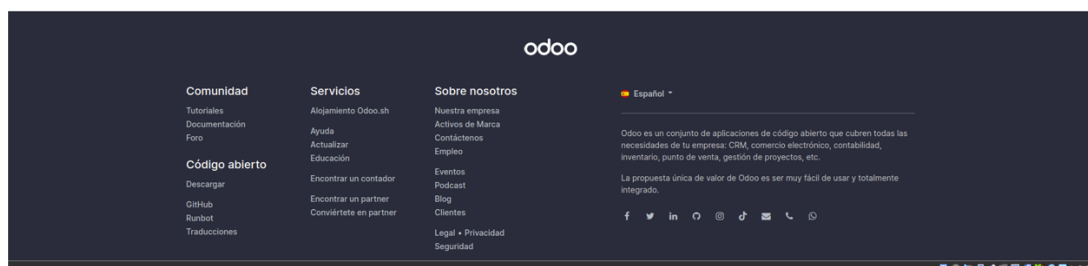 odoo
Comunidad
Tutoriales
Documentación
Foro
Código abierto
Descargar
GitHub
Runbot
Traducciones
Servicios
Alojamiento Odoo.sh
Ayuda
Actualizar
Educación
Encontrar un contador
Encontrar un partner
Conviértete en partner
Sobre nosotros
Nuestra empresa
Activos de Marca
Contáctenos
Empleo
Eventos
Podcast
Blog
Clientes
Legal • Privacidad
Seguridad
Español
Odoo es un conjunto de aplicaciones de código abierto que cubren todas las
necesidades de tu empresa: CRM, comercio electrónico, contabilidad,
inventario, punto de venta, gestión de proyectos, etc.
La propuesta única de valor de Odoo es ser muy fácil de usar y totalmente
integrado.